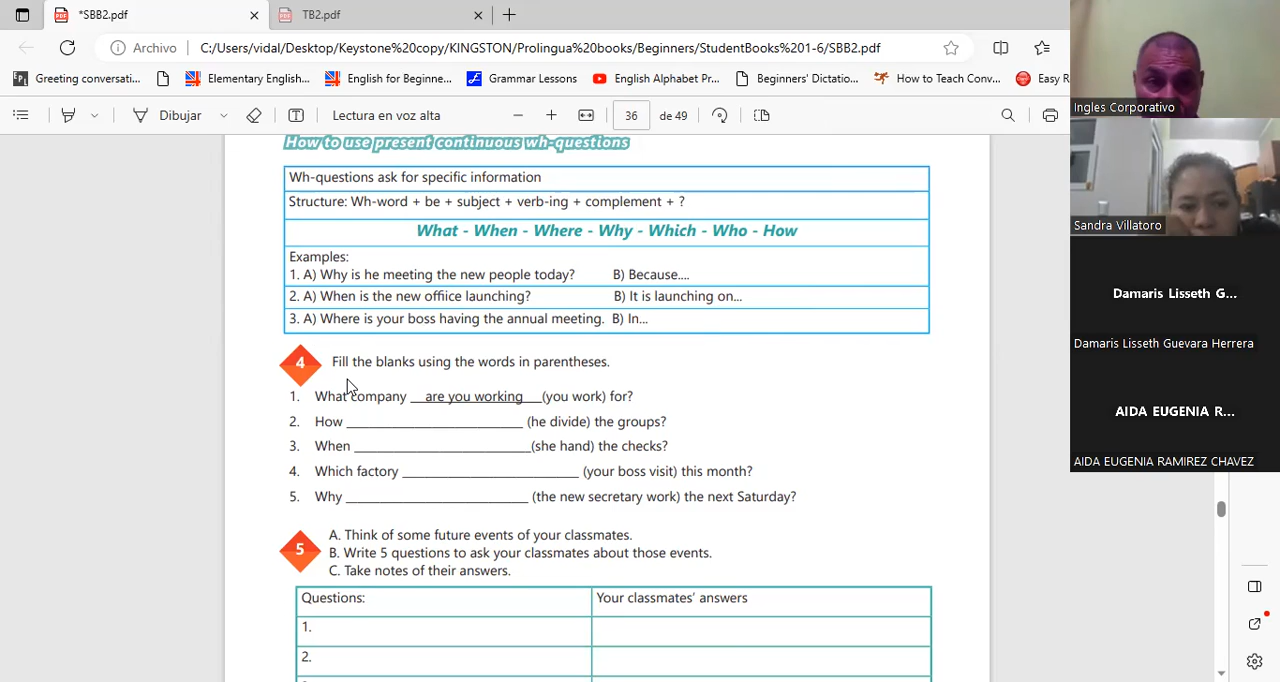 *SBB2.pdf
TB2.pdf
Archivo
C:/Users/vidal/Desktop/Keystone%20copy/KINGSTON/Prolingua%20books/Beginners/StudentBooks%201-6/SBB2.pdf
Greeting conversati...
Elementary English...
English for Beginne...
Grammar Lessons
English Alphabet Pr...
Beginners' Dictatio...
How to Teach Conv...
Easy R
Dibujar
Lectura en voz alta
36
de 49
How to use present continuous wh-questions
Wh-questions ask for specific information
Structure: Wh-word + be + subject + verb-ing + complement + ?
What - When - Where - Why - Which - Who - How
Examples:
1. A) Why is he meeting the new people today? B) Because....
2. A) When is the new office launching? B) It is launching on...
3. A) Where is your boss having the annual meeting. B) In...
4
Fill the blanks using the words in parentheses.
1. What company __are you working__(you work) for?
2. How ______________________ (he divide) the groups?
3. When ______________________(she hand) the checks?
4. Which factory ______________________ (your boss visit) this month?
5. Why ______________________ (the new secretary work) the next Saturday?
5
A. Think of some future events of your classmates.
B. Write 5 questions to ask your classmates about those events.
C. Take notes of their answers.
Questions:
Your classmates' answers
1.
2.
Ingles Corporativo
Sandra Villatoro
Damaris Lisseth G...
Damaris Lisseth Guevara Herrera
AIDA EUGENIA R...
AIDA EUGENIA RAMIREZ CHAVEZ